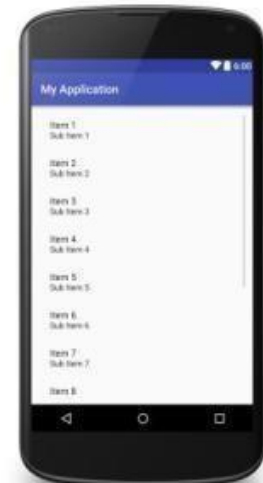 6:00
My Application
Item 1
Sub Item 1
Item 2
Sub Item 2
Item 3
Sub Item 3
Item 4
Sub Item 4
Item 5
Sub Item 5
Item 6
Sub Item 6
Item 7
Sub Item 7
Item 8